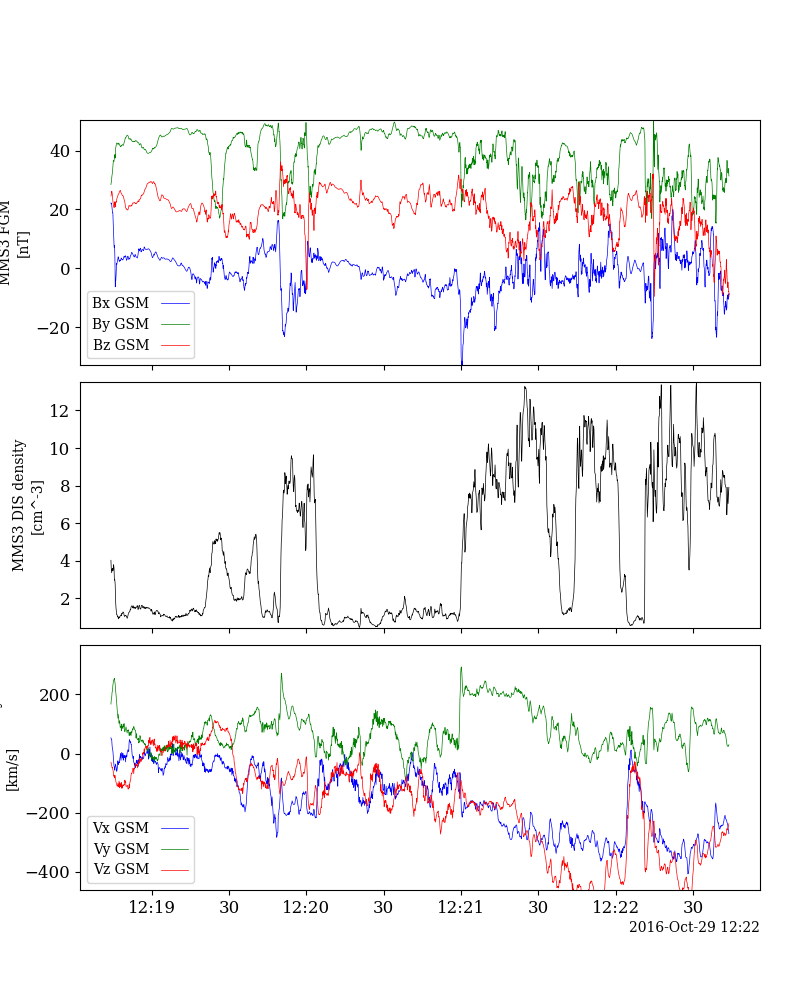 MMS3 FGM
[nT]
40
20
0
−20
Bx GSM
By GSM
Bz GSM
MMS3 DIS density
[cm^-3]
12
10
8
6
4
2
[km/s]
200
0
−200
−400
Vx GSM
Vy GSM
Vz GSM
12:19
30
12:20
30
12:21
30
12:22
30
2016-Oct-29 12:22